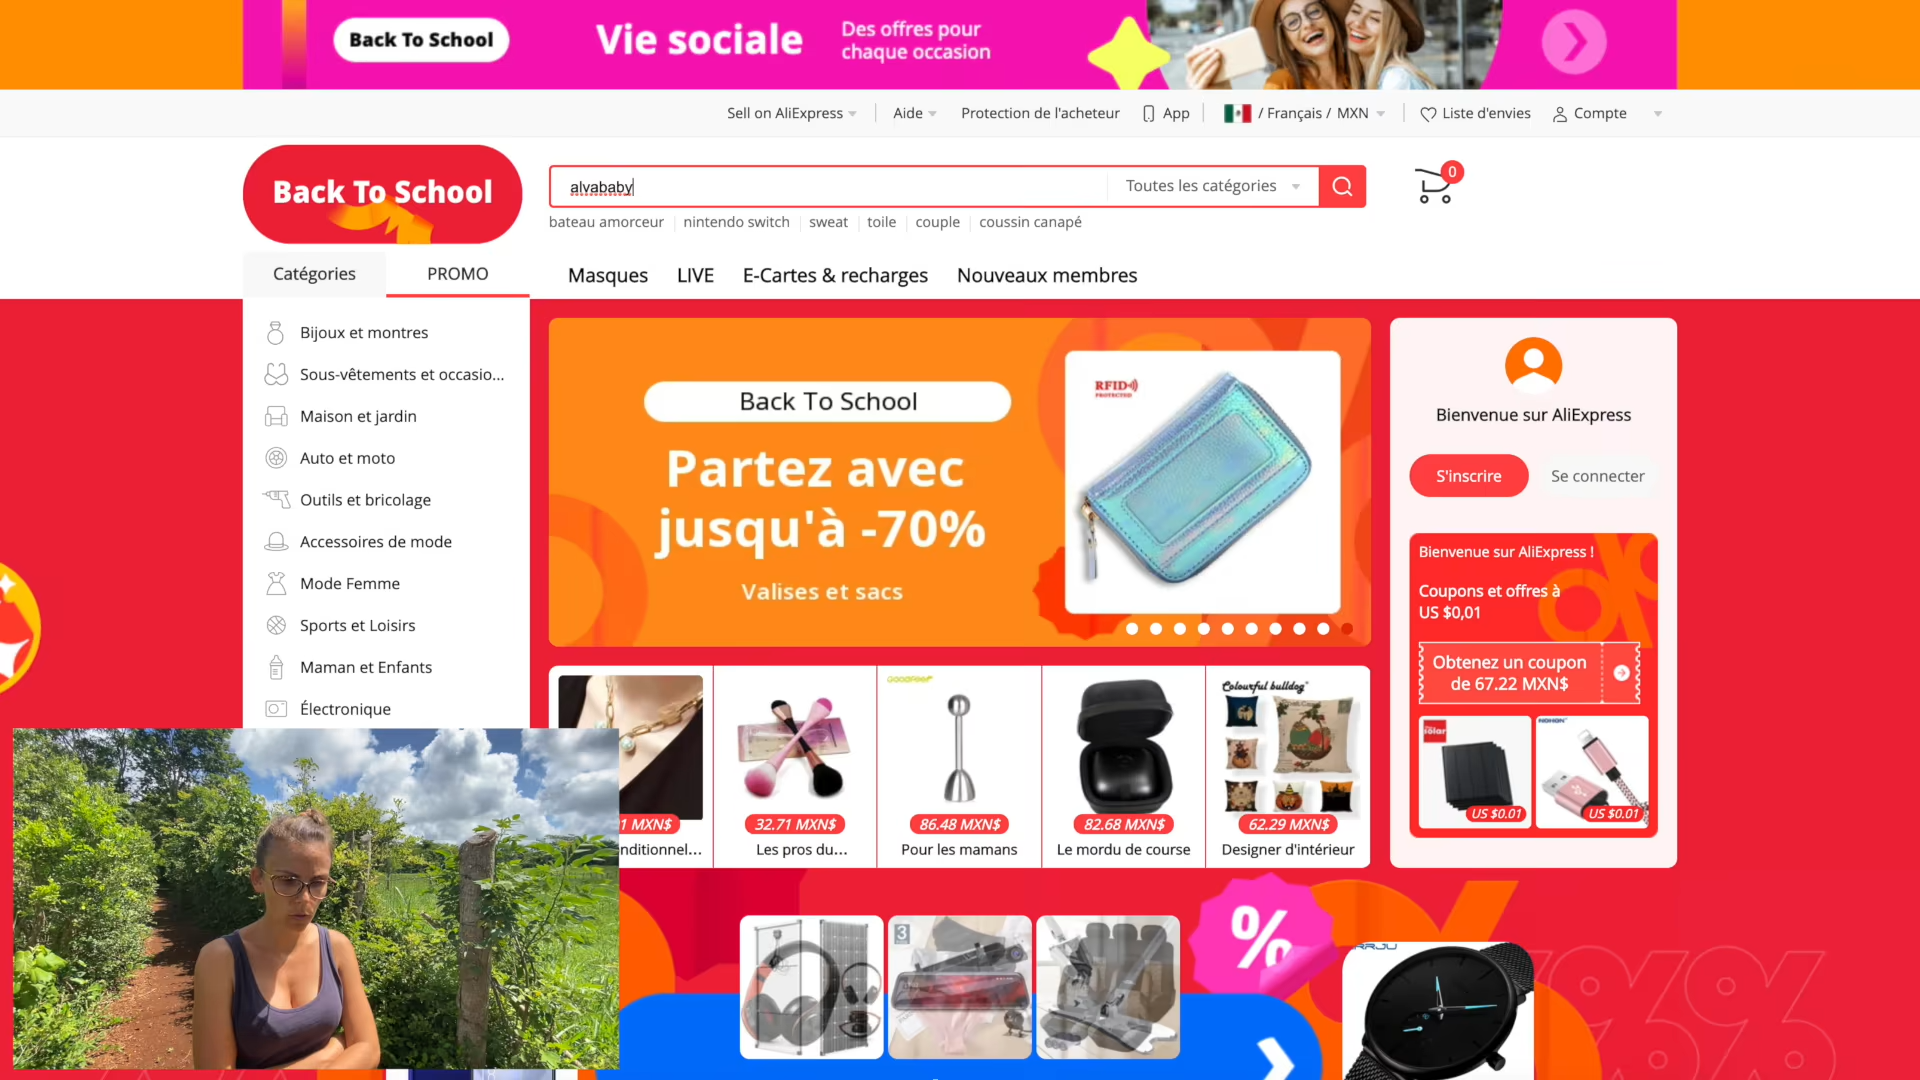 Back To School
Vie sociale
Des offres pour
chaque occasion
Sell on AliExpress
Aide
Protection de l'acheteur
App
/ Français / MXN
Liste d'envies
Compte
Back To School
alvababy
Toutes les catégories
0
bateau amorceur
nintendo switch
sweat
toile
couple
coussin canapé
Catégories
PROMO
Masques
LIVE
E-Cartes & recharges
Nouveaux membres
Bijoux et montres
Sous-vêtements et occasio...
Maison et jardin
Auto et moto
Outils et bricolage
Accessoires de mode
Mode Femme
Sports et Loisirs
Maman et Enfants
Électronique
Back To School
Partez avec
jusqu'à -70%
Valises et sacs
RFID
PROTECTED
Bienvenue sur AliExpress
S'inscrire
Se connecter
Bienvenue sur AliExpress !
Coupons et offres à
US $0,01
Obtenez un coupon
de 67.22 MXN$
solar
NOHON
US $0.01
US $0.01
GOODFEER
Colourful bulldog
1 MXN$
32.71 MXN$
86.48 MXN$
82.68 MXN$
62.29 MXN$
nditionnel...
Les pros du...
Pour les mamans
Le mordu de course
Designer d'intérieur
3
%